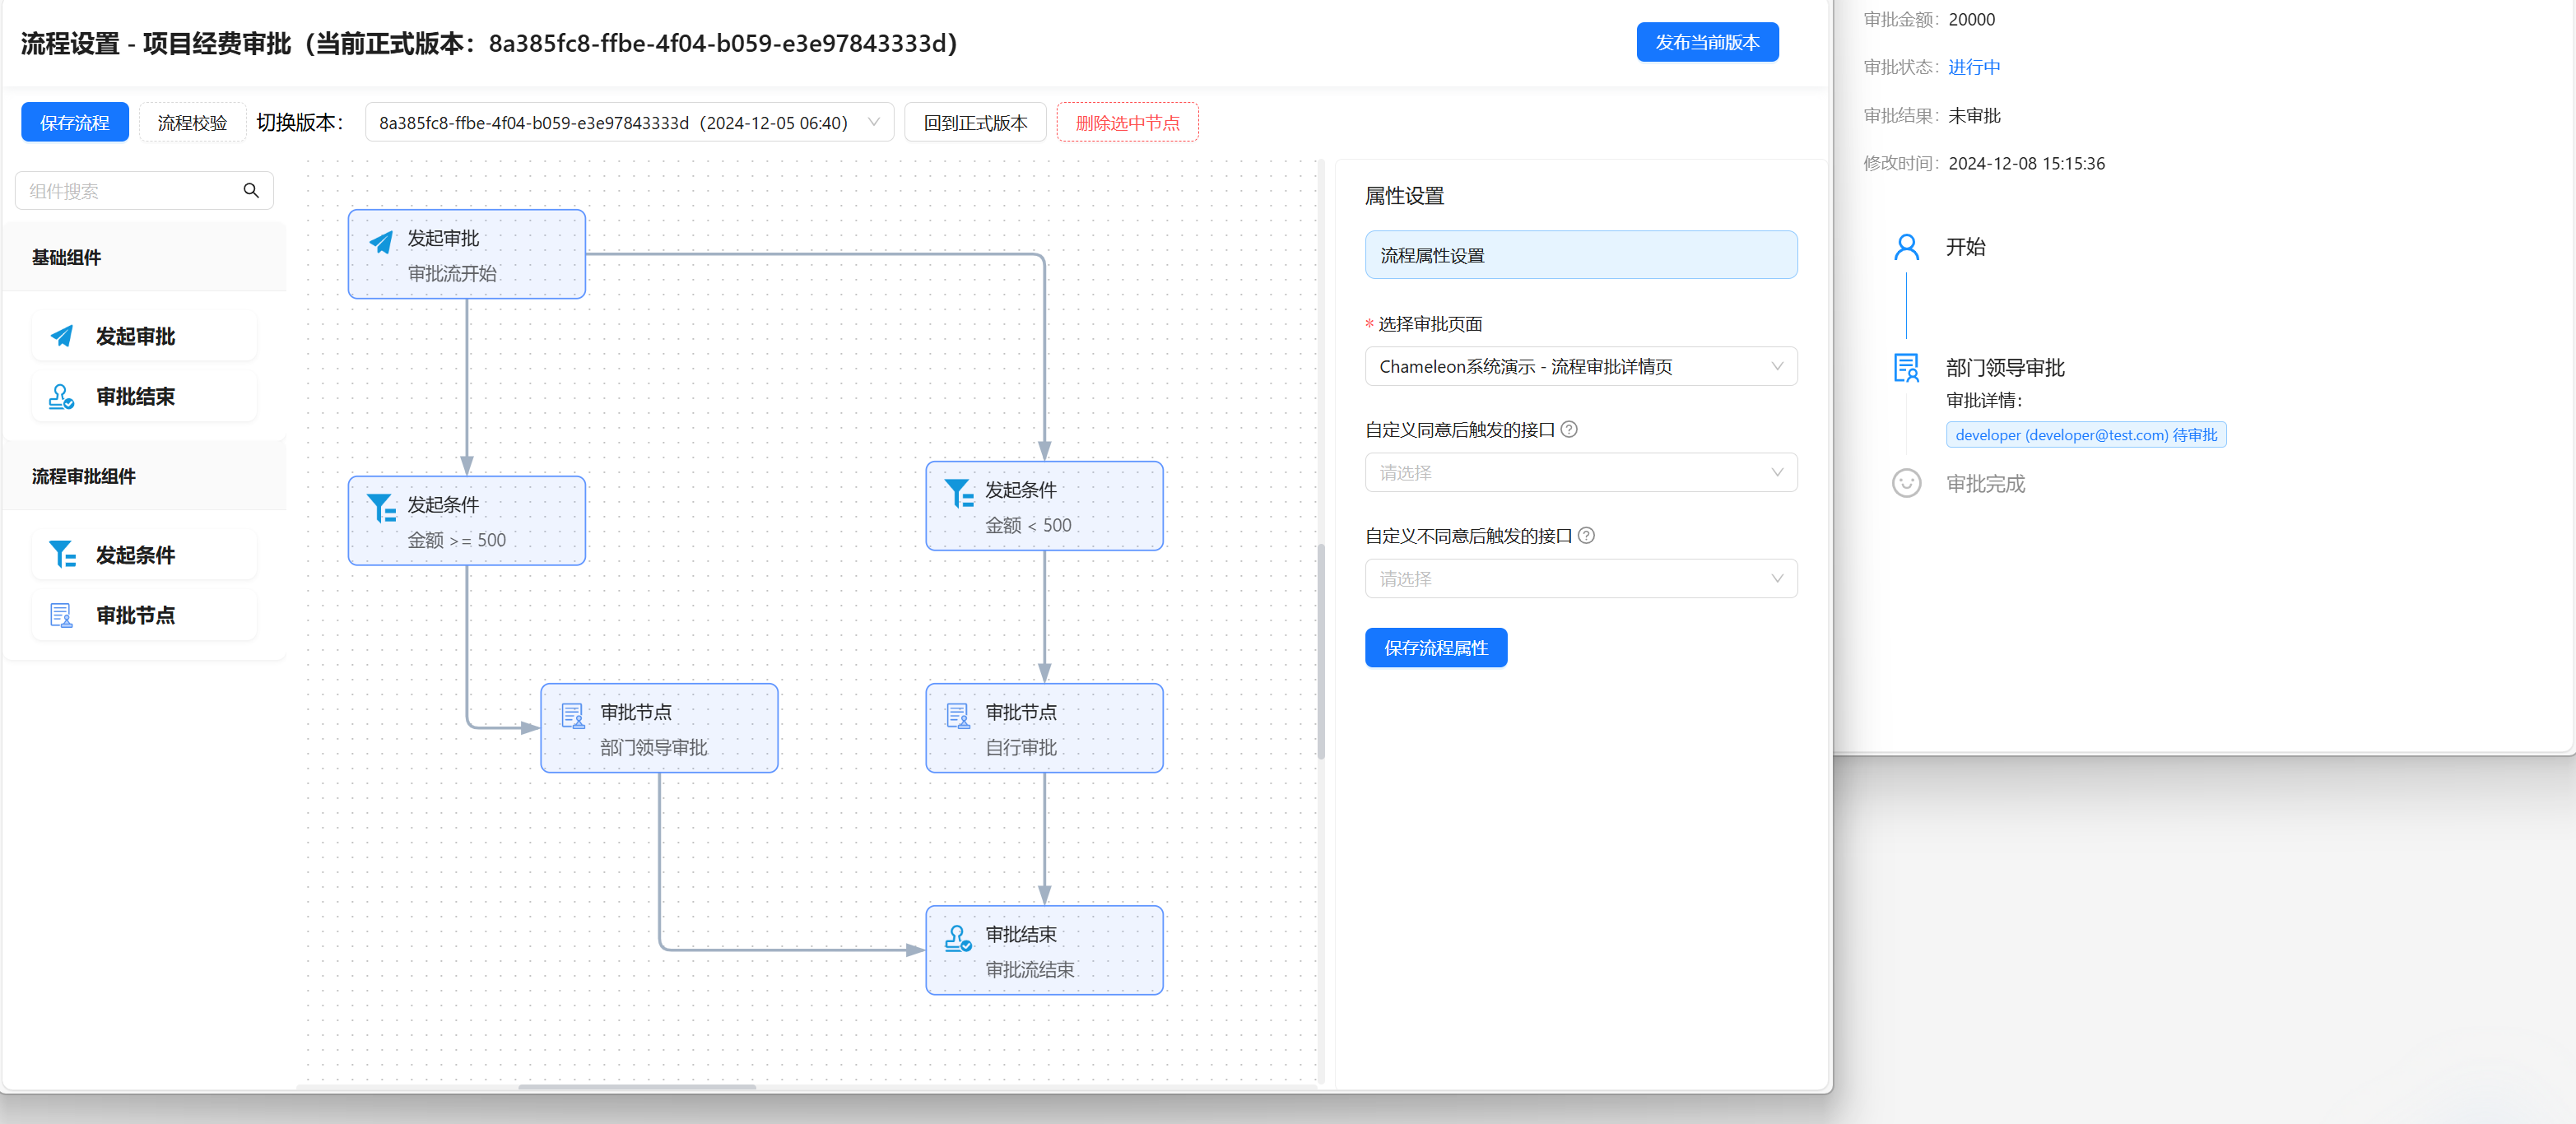 流程设置 - 项目经费审批（当前正式版本：8a385fc8-ffbe-4f04-b059-e3e97843333d）
发布当前版本
保存流程
流程校验
切换版本：
8a385fc8-ffbe-4f04-b059-e3e97843333d（2024-12-05 06:40）
回到正式版本
删除选中节点
组件搜索
基础组件
发起审批
审批结束
流程审批组件
发起条件
审批节点
发起审批
审批流开始
发起条件
金额 >= 500
发起条件
金额 < 500
审批节点
部门领导审批
审批节点
自行审批
审批结束
审批流结束
属性设置
流程属性设置
* 选择审批页面
Chameleon系统演示 - 流程审批详情页
自定义同意后触发的接口
请选择
自定义不同意后触发的接口
请选择
保存流程属性
审批金额：20000
审批状态：进行中
审批结果：未审批
修改时间：2024-12-08 15:15:36
开始
部门领导审批
审批详情：
developer (developer@test.com) 待审批
审批完成